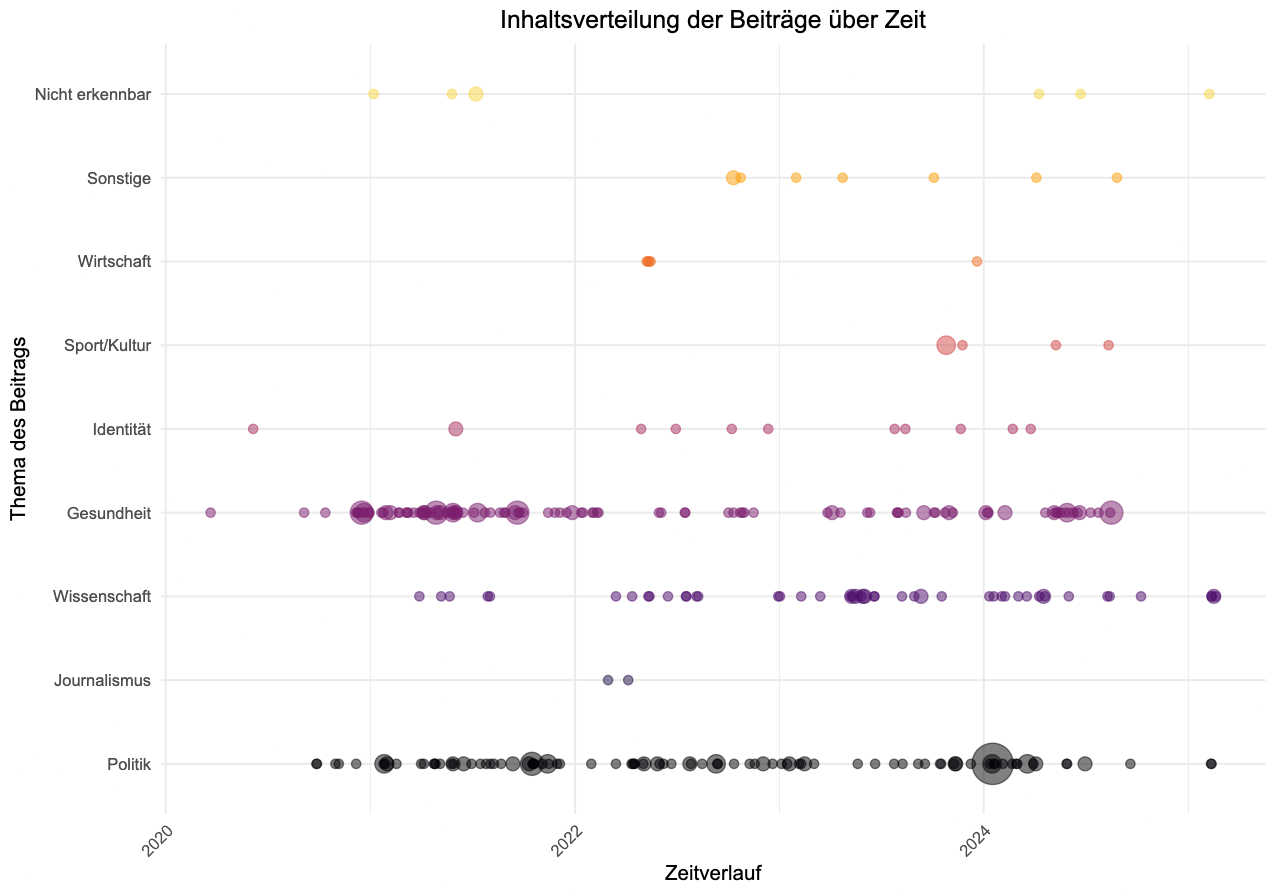 Inhaltsverteilung der Beiträge über Zeit
Thema des Beitrags
Nicht erkennbar
Sonstige
Wirtschaft
Sport/Kultur
Identität
Gesundheit
Wissenschaft
Journalismus
Politik
2020
2022
2024
Zeitverlauf